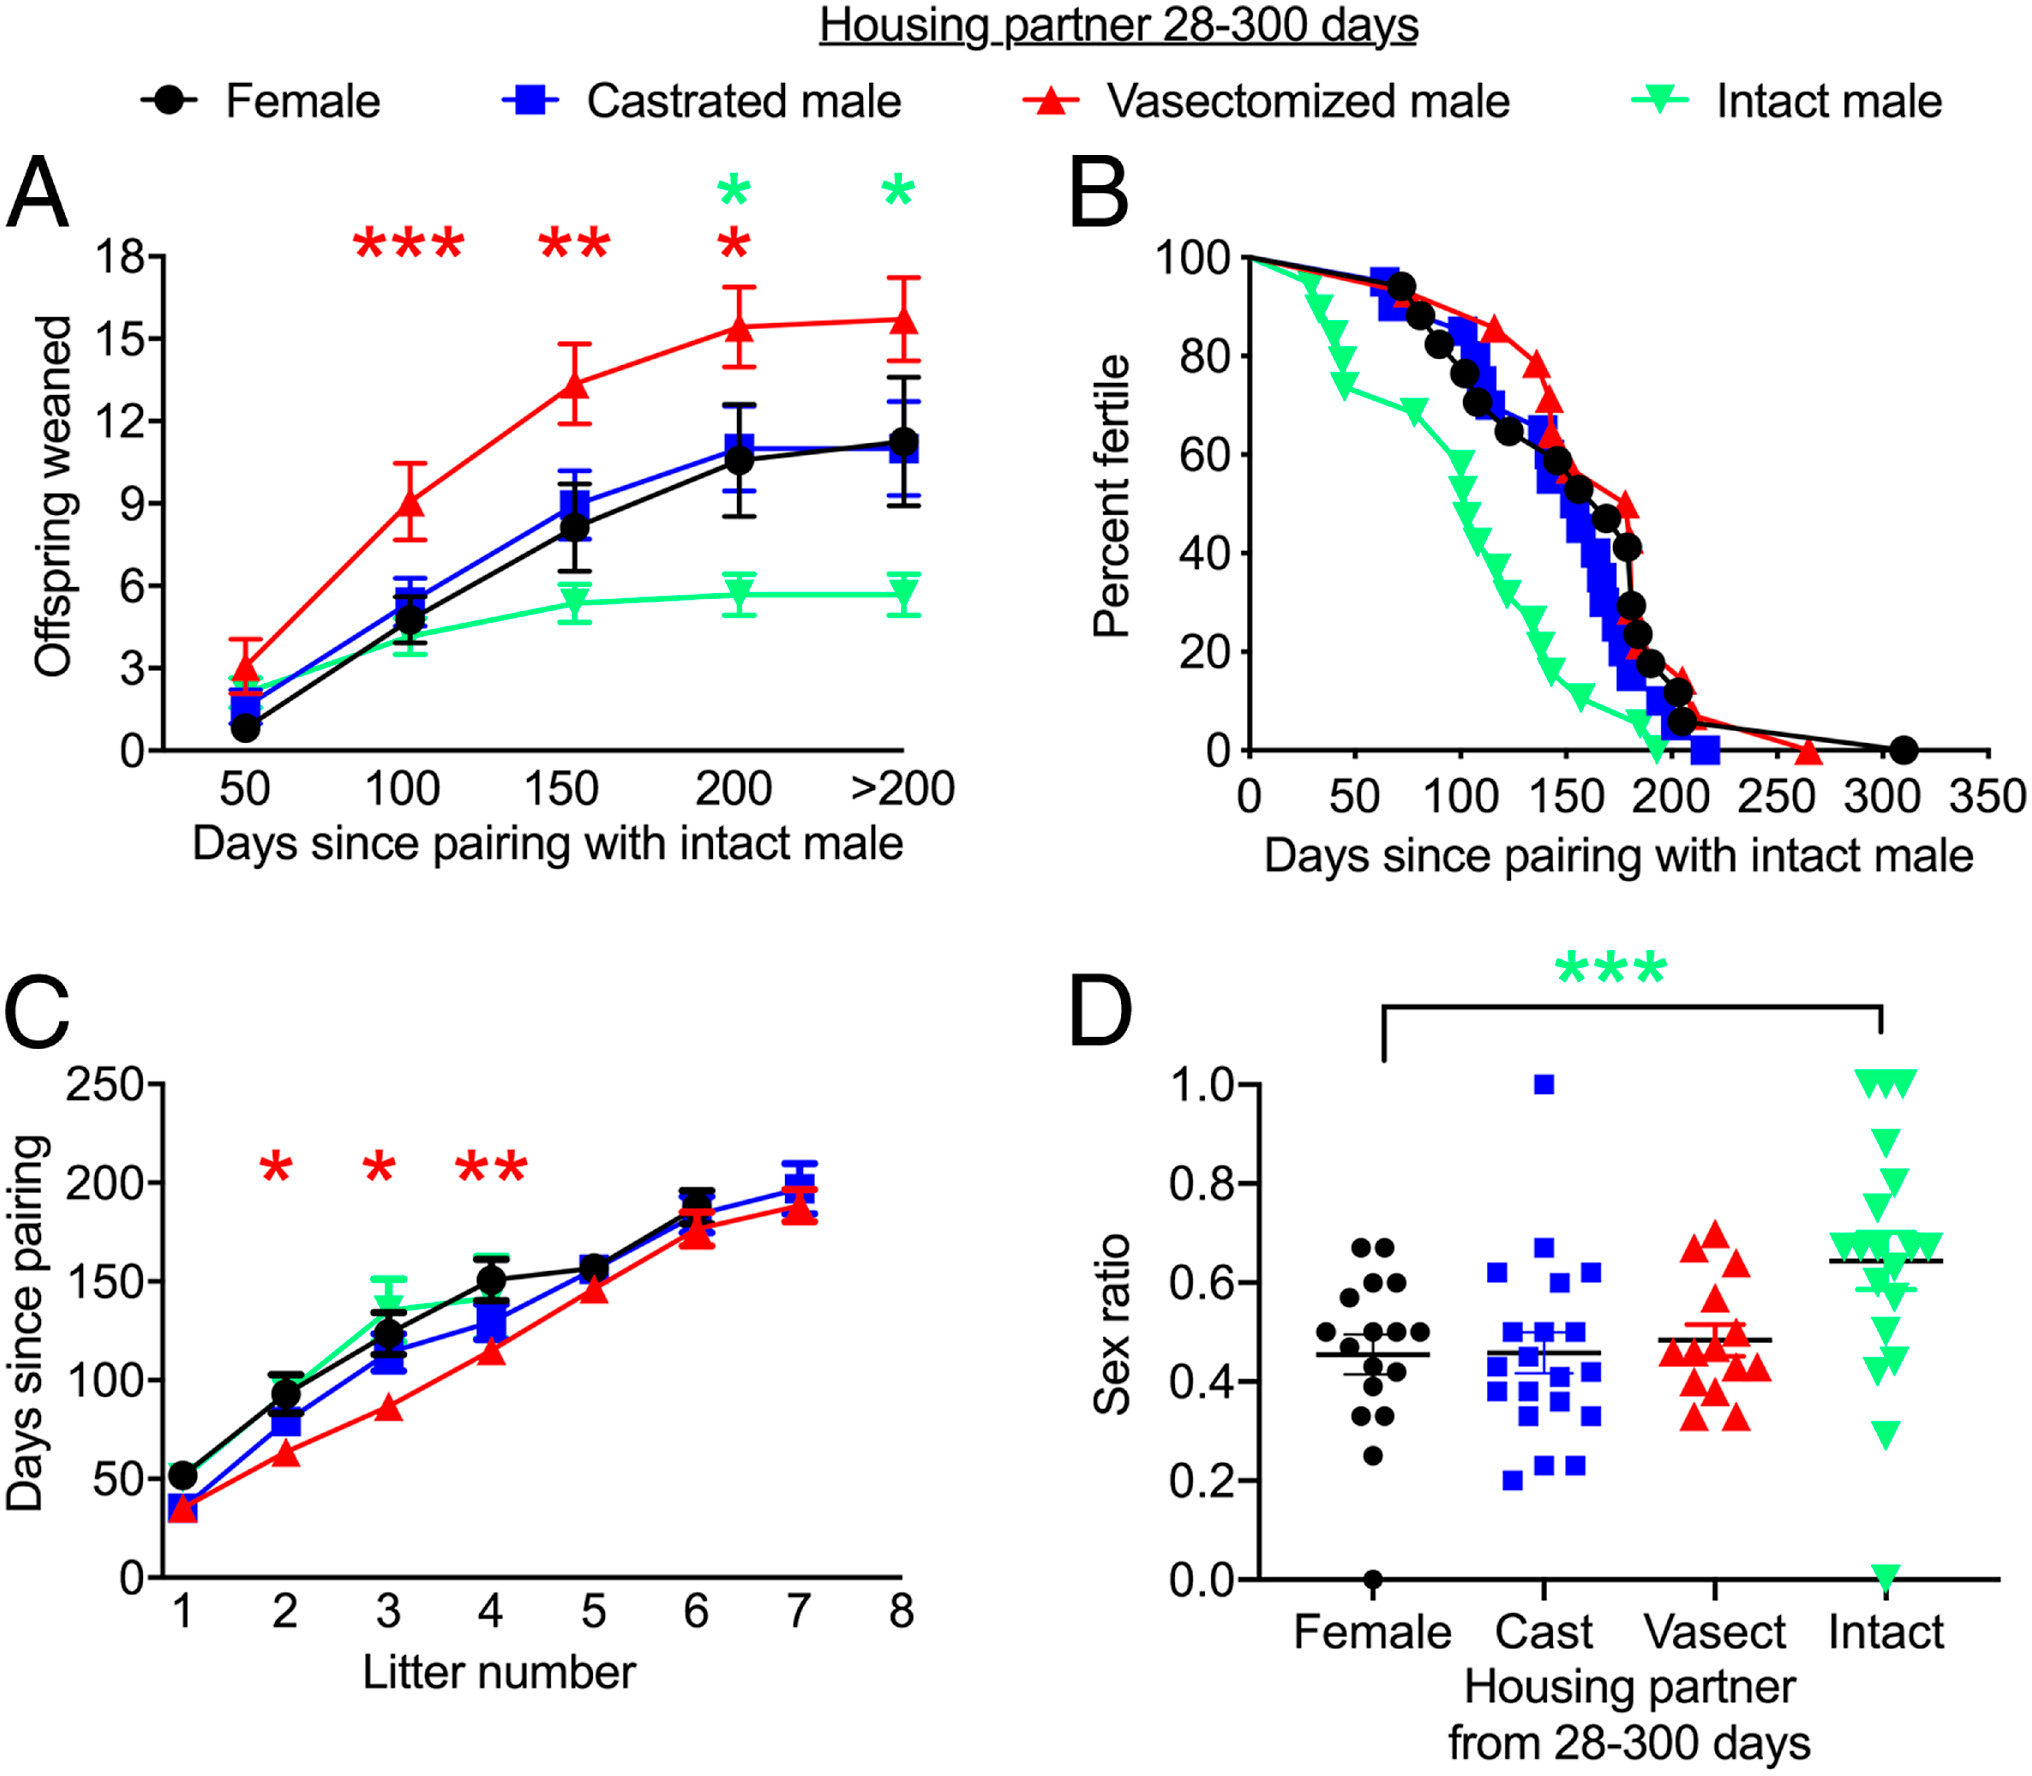 Housing partner 28-300 days
Female Castrated male Vasectomized male Intact male
A
* *
*** ** *
18
15
12
9
6
3
0
Offspring weaned
50 100 150 200 >200
Days since pairing with intact male
B
100
80
60
40
20
0
Percent fertile
0 50 100 150 200 250 300 350
Days since pairing with intact male
C
250
200
150
100
50
0
* * **
Days since pairing
1 2 3 4 5 6 7 8
Litter number
D
***
1.0
0.8
0.6
0.4
0.2
0.0
Sex ratio
Female Cast Vasect Intact
Housing partner
from 28-300 days